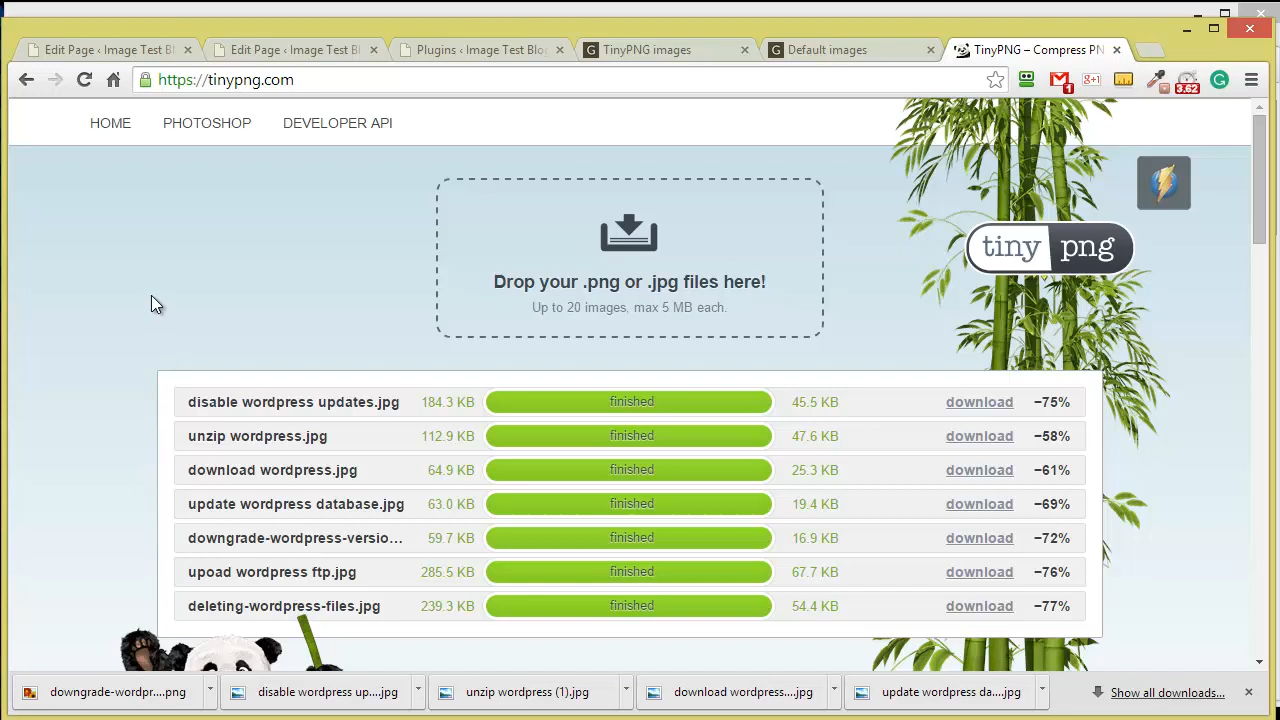 Edit Page ‹ Image Test Bl
Edit Page ‹ Image Test Bl
Plugins ‹ Image Test Blog
G TinyPNG images
G Default images
TinyPNG – Compress PN
https://tinypng.com
1
g+1
3.62
G
HOME PHOTOSHOP DEVELOPER API
Drop your .png or .jpg files here!
Up to 20 images, max 5 MB each.
tiny png
disable wordpress updates.jpg 184.3 KB finished 45.5 KB download −75%
unzip wordpress.jpg 112.9 KB finished 47.6 KB download −58%
download wordpress.jpg 64.9 KB finished 25.3 KB download −61%
update wordpress database.jpg 63.0 KB finished 19.4 KB download −69%
downgrade-wordpress-versio... 59.7 KB finished 16.9 KB download −72%
upoad wordpress ftp.jpg 285.5 KB finished 67.7 KB download −76%
deleting-wordpress-files.jpg 239.3 KB finished 54.4 KB download −77%
downgrade-wordpr....png
disable wordpress up....jpg
unzip wordpress (1).jpg
download wordpress....jpg
update wordpress da....jpg
Show all downloads...